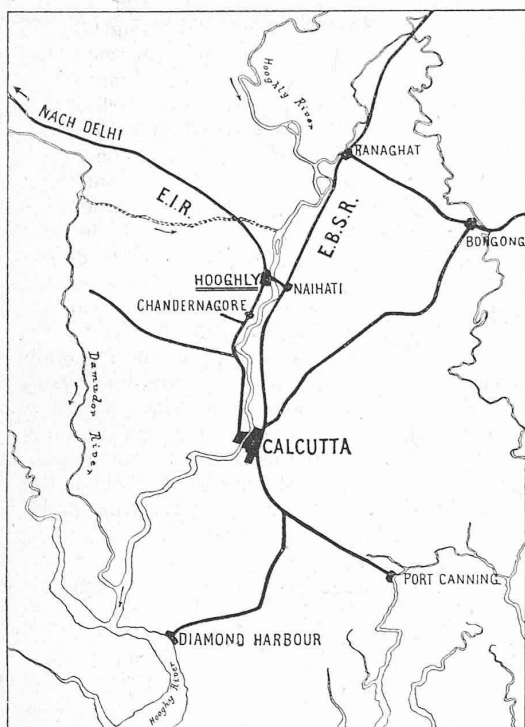 Hooghly River
NACH DELHI
RANAGHAT
E.I.R.
E.B.S.R.
BONGONG
HOOGHLY
NAIHATI
CHANDERNAGORE
Damudor River
CALCUTTA
PORT CANNING
DIAMOND HARBOUR
Hooghly River